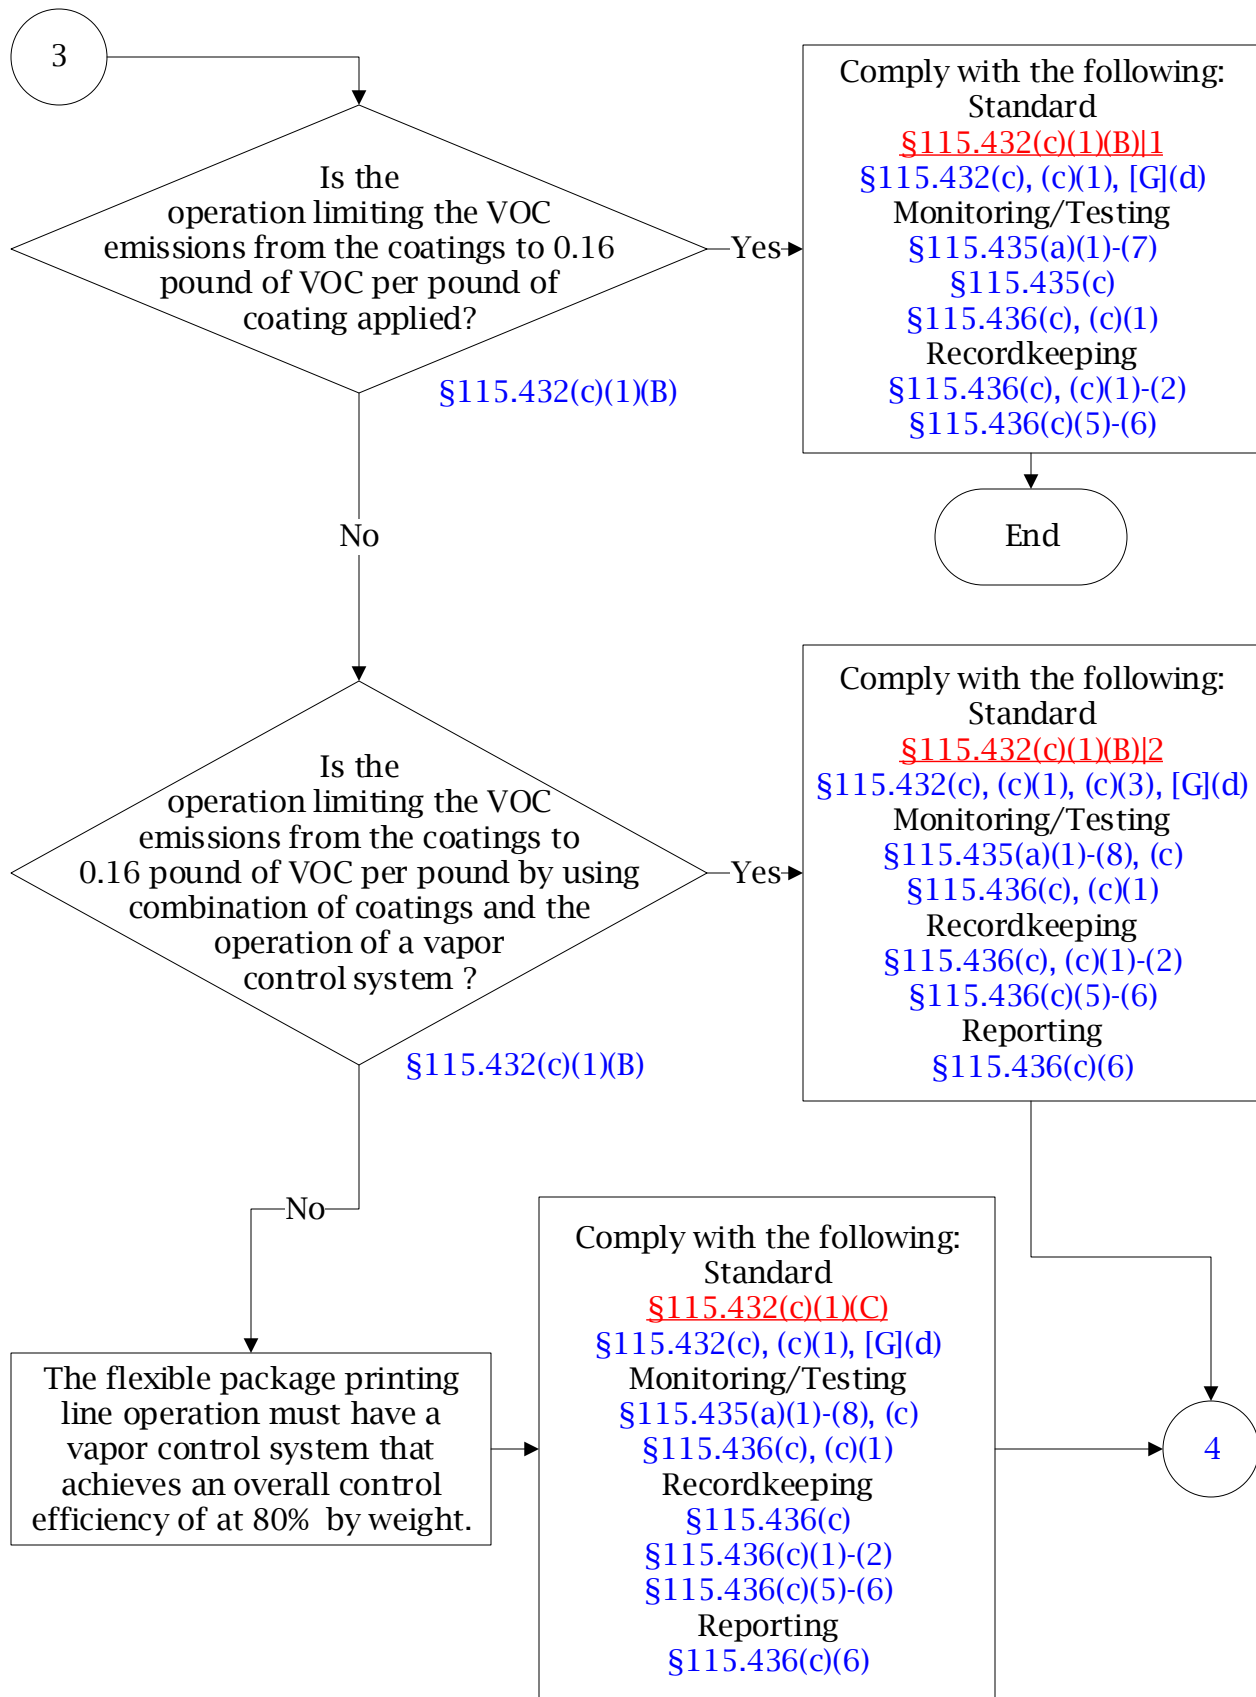 3
Is the
operation limiting the VOC
emissions from the coatings to 0.16
pound of VOC per pound of
coating applied?
§115.432(c)(1)(B)
Yes
Comply with the following:
Standard
§115.432(c)(1)(B)|1
§115.432(c), (c)(1), [G](d)
Monitoring/Testing
§115.435(a)(1)-(7)
§115.435(c)
§115.436(c), (c)(1)
Recordkeeping
§115.436(c), (c)(1)-(2)
§115.436(c)(5)-(6)
End
No
Is the
operation limiting the VOC
emissions from the coatings to
0.16 pound of VOC per pound by using
combination of coatings and the
operation of a vapor
control system ?
§115.432(c)(1)(B)
Yes
Comply with the following:
Standard
§115.432(c)(1)(B)|2
§115.432(c), (c)(1), (c)(3), [G](d)
Monitoring/Testing
§115.435(a)(1)-(8), (c)
§115.436(c), (c)(1)
Recordkeeping
§115.436(c), (c)(1)-(2)
§115.436(c)(5)-(6)
Reporting
§115.436(c)(6)
No
The flexible package printing
line operation must have a
vapor control system that
achieves an overall control
efficiency of at 80%  by weight.
Comply with the following:
Standard
§115.432(c)(1)(C)
§115.432(c), (c)(1), [G](d)
Monitoring/Testing
§115.435(a)(1)-(8), (c)
§115.436(c), (c)(1)
Recordkeeping
§115.436(c)
§115.436(c)(1)-(2)
§115.436(c)(5)-(6)
Reporting
§115.436(c)(6)
4